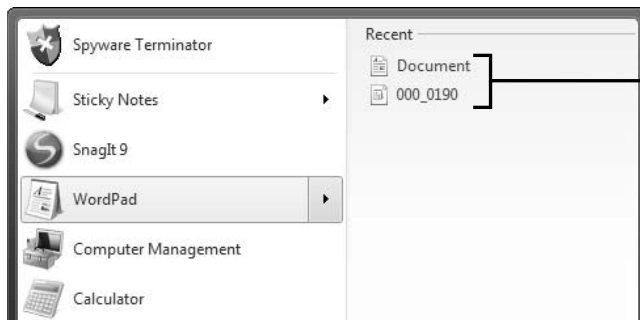 Spyware Terminator
Sticky Notes
SnagIt 9
WordPad
Computer Management
Calculator
Recent
Document
000_0190